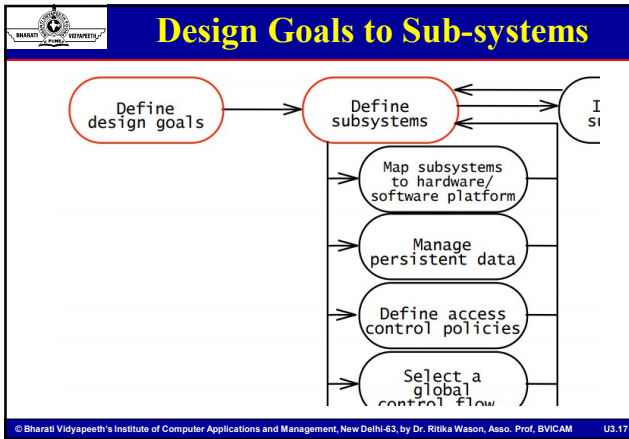 BHARATI
VIDYAPEETH
PUNE
Design Goals to Sub-systems
Define
design goals
Define
subsystems
Map subsystems
to hardware/
software platform
Manage
persistent data
Define access
control policies
Select a
global
control flow
© Bharati Vidyapeeth's Institute of Computer Applications and Management, New Delhi-63, by Dr. Ritika Wason, Asso. Prof, BVICAM U3.17